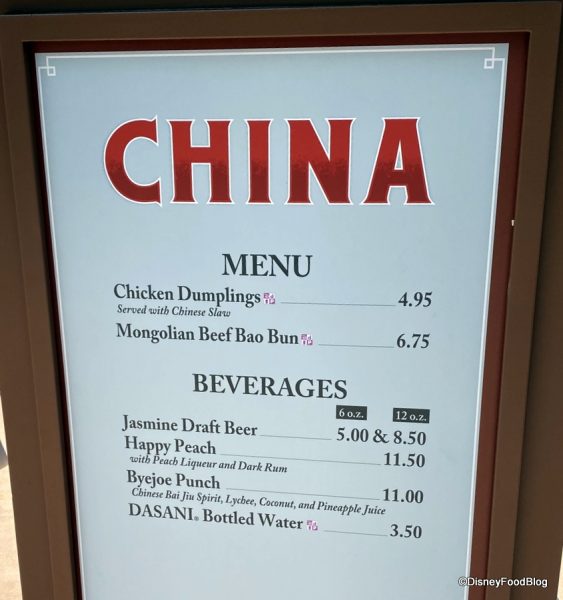 CHINA
MENU
Chicken Dumplings 4.95
Served with Chinese Slaw
Mongolian Beef Bao Bun 6.75
BEVERAGES
6 o.z. 12 o.z.
Jasmine Draft Beer 5.00 & 8.50
Happy Peach 11.50
with Peach Liqueur and Dark Rum
Byejoe Punch 11.00
Chinese Bai Jiu Spirit, Lychee, Coconut, and Pineapple Juice
DASANI® Bottled Water 3.50
©DisneyFoodBlog